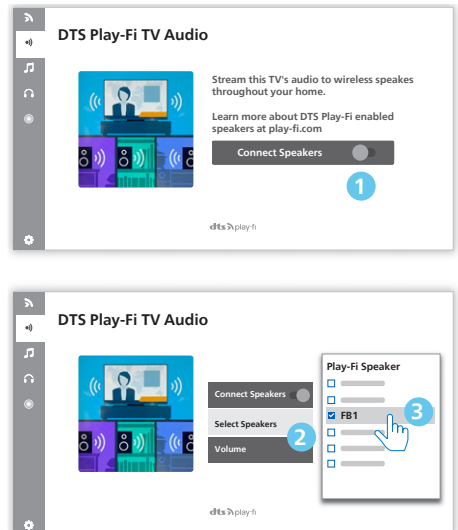 DTS Play-Fi TV Audio
Stream this TV's audio to wireless speakes
throughout your home.
Learn more about DTS Play-Fi enabled
speakers at play-fi.com
Connect Speakers
1
dts play-fi
DTS Play-Fi TV Audio
Connect Speakers
Select Speakers
2
Volume
Play-Fi Speaker
FB1
3
dts play-fi